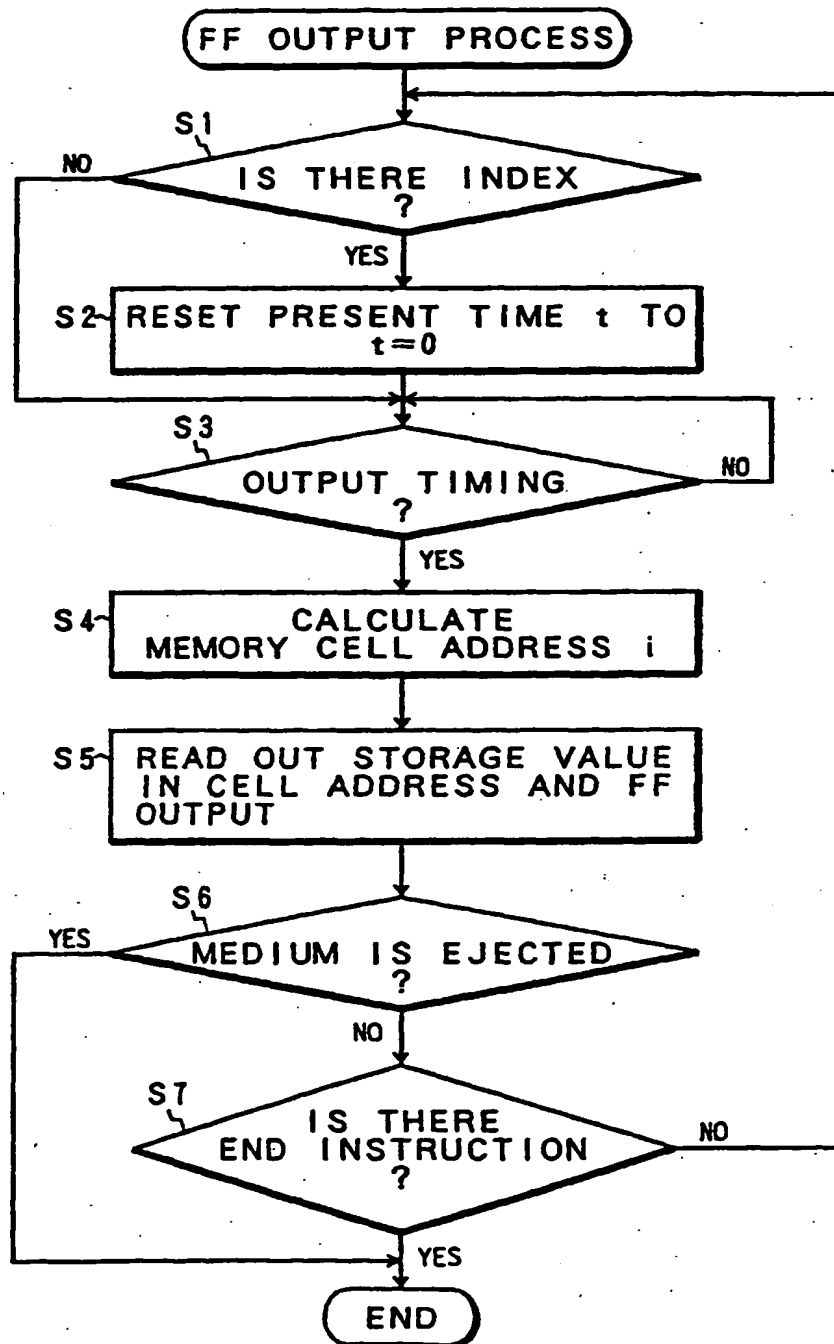 FF OUTPUT PROCESS
S1
NO
IS THERE INDEX
?
YES
S2
RESET PRESENT TIME t TO
t=0
S3
OUTPUT TIMING
?
NO
YES
S4
CALCULATE
MEMORY CELL ADDRESS i
S5
READ OUT STORAGE VALUE
IN CELL ADDRESS AND FF
OUTPUT
S6
YES
MEDIUM IS EJECTED
?
NO
S7
IS THERE
END INSTRUCTION
?
NO
YES
END